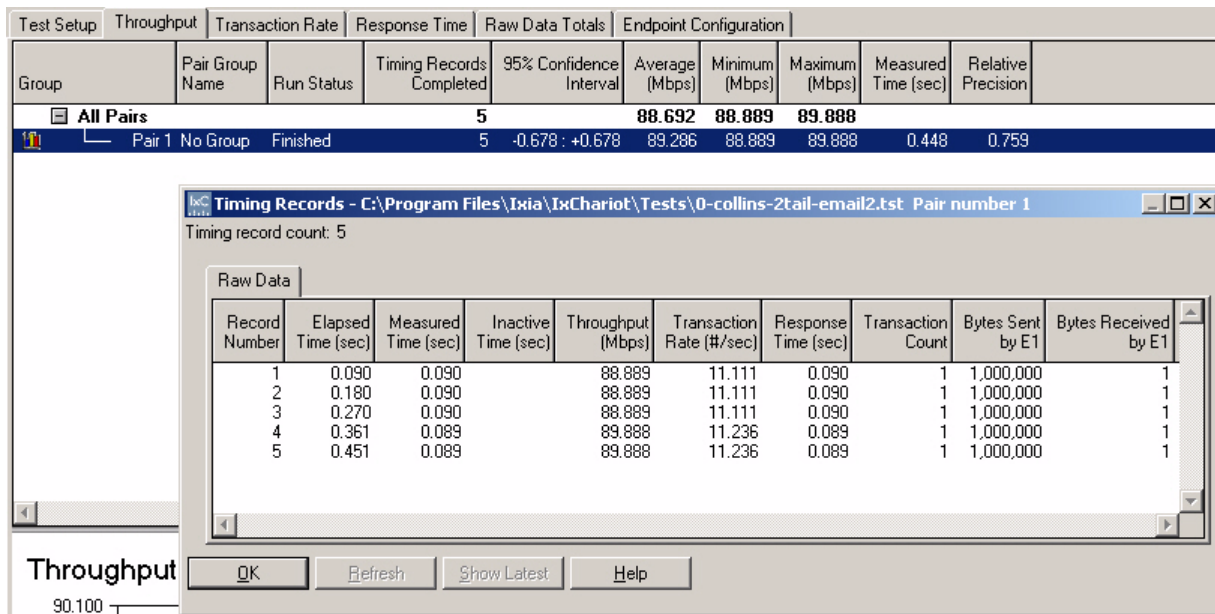 Test Setup Throughput Transaction Rate Response Time Raw Data Totals Endpoint Configuration
Group Pair Group Name Run Status Timing Records Completed 95% Confidence Interval Average (Mbps) Minimum (Mbps) Maximum (Mbps) Measured Time (sec) Relative Precision
All Pairs 5 88.692 88.889 89.888
Pair 1 No Group Finished 5 -0.678 : +0.678 89.286 88.889 89.888 0.448 0.759
IxC Timing Records - C:\Program Files\Ixia\IxChariot\Tests\0-collins-2tail-email2.tst Pair number 1
Timing record count: 5
Raw Data
Record Number Elapsed Time (sec) Measured Time (sec) Inactive Time (sec) Throughput (Mbps) Transaction Rate (#/sec) Response Time (sec) Transaction Count Bytes Sent by E1 Bytes Received by E1
1 0.090 0.090 88.889 11.111 0.090 1 1,000,000 1
2 0.180 0.090 88.889 11.111 0.090 1 1,000,000 1
3 0.270 0.090 88.889 11.111 0.090 1 1,000,000 1
4 0.361 0.089 89.888 11.236 0.089 1 1,000,000 1
5 0.451 0.089 89.888 11.236 0.089 1 1,000,000 1
OK Refresh Show Latest Help
Throughput
90.100